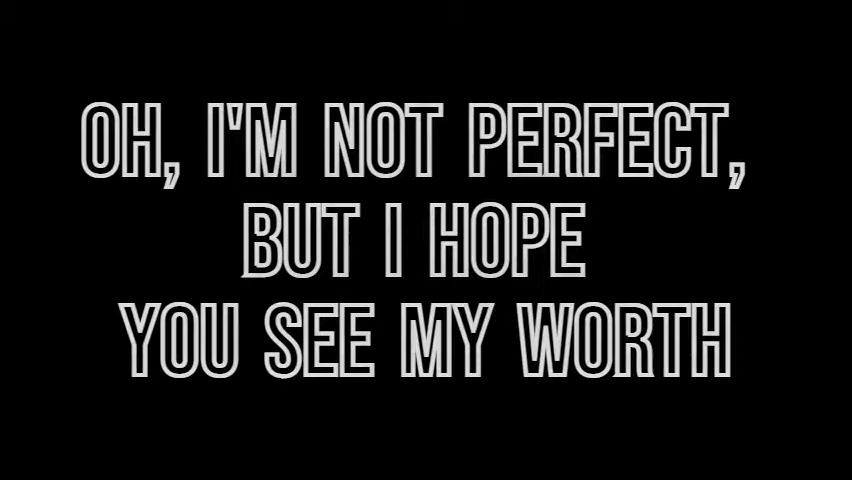 OH, I'M NOT PERFECT,
BUT I HOPE
YOU SEE MY WORTH